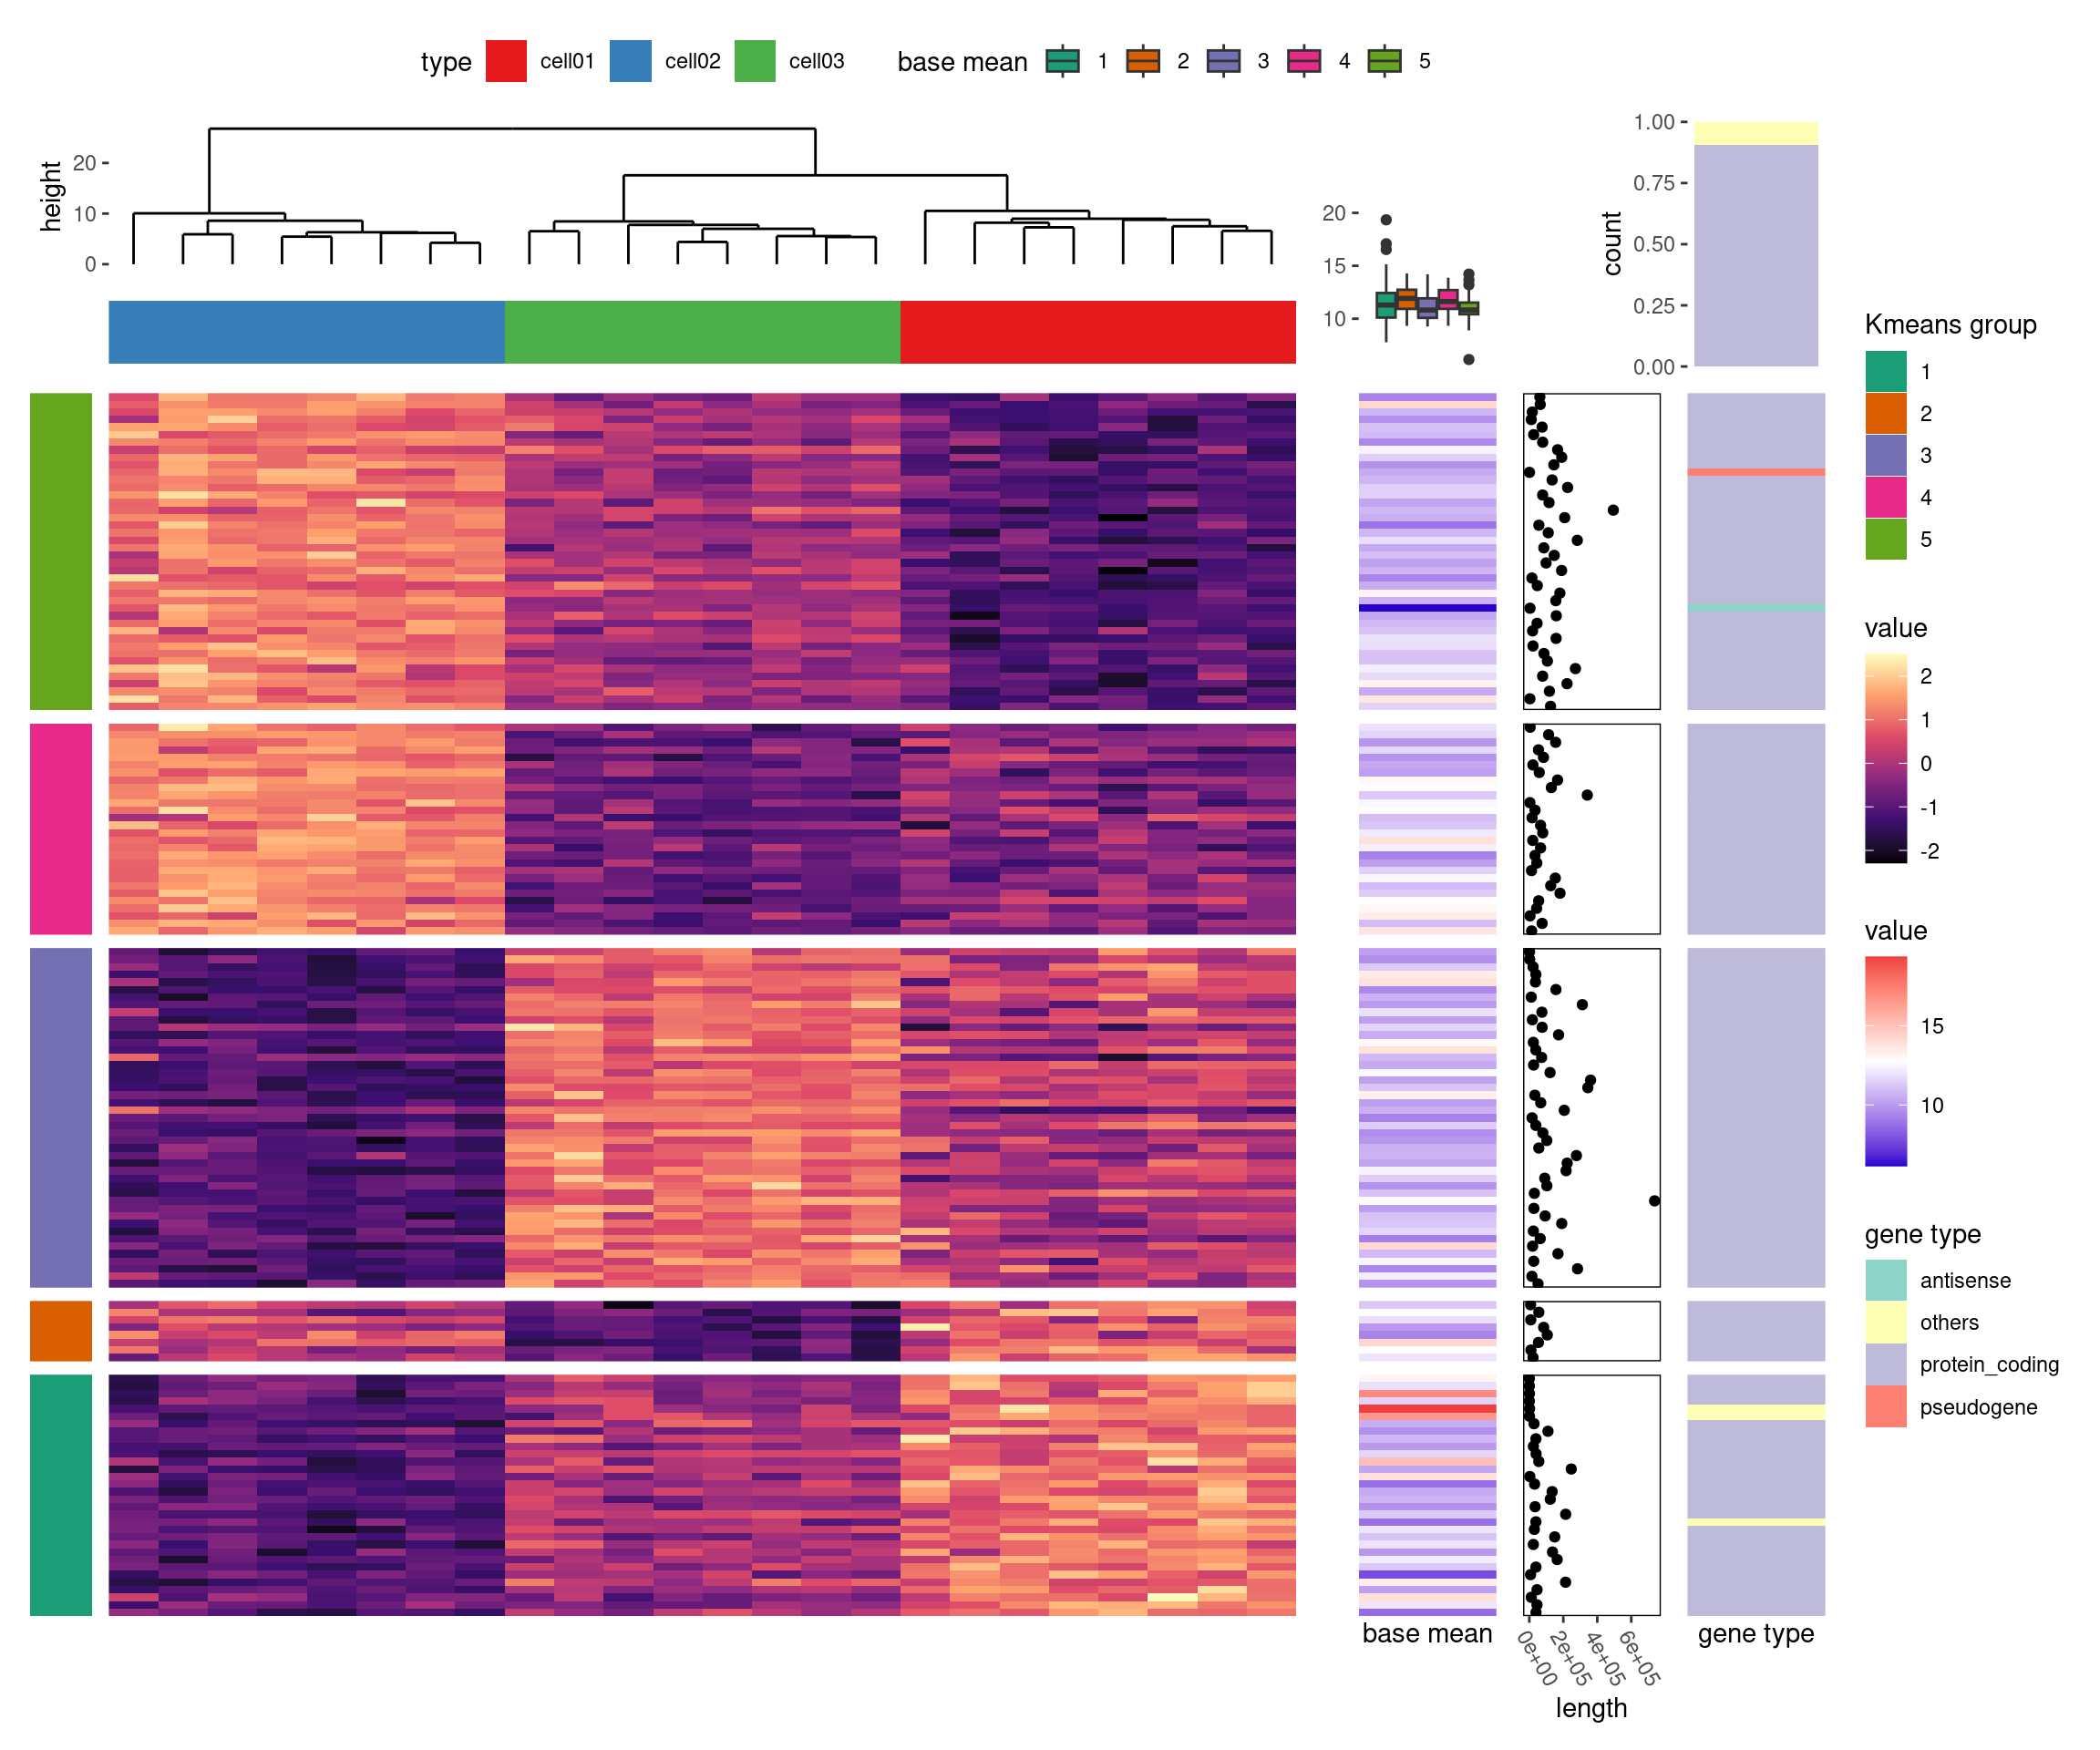 type cell01 cell02 cell03 base mean 1 2 3 4 5
height
20
10
0
20
15
10
count
1.00
0.75
0.50
0.25
0.00
Kmeans group
1
2
3
4
5
value
2
1
0
-1
-2
value
15
10
gene type
antisense
others
protein_coding
pseudogene
base mean
0e+00 2e+05 4e+05 6e+05
length
gene type